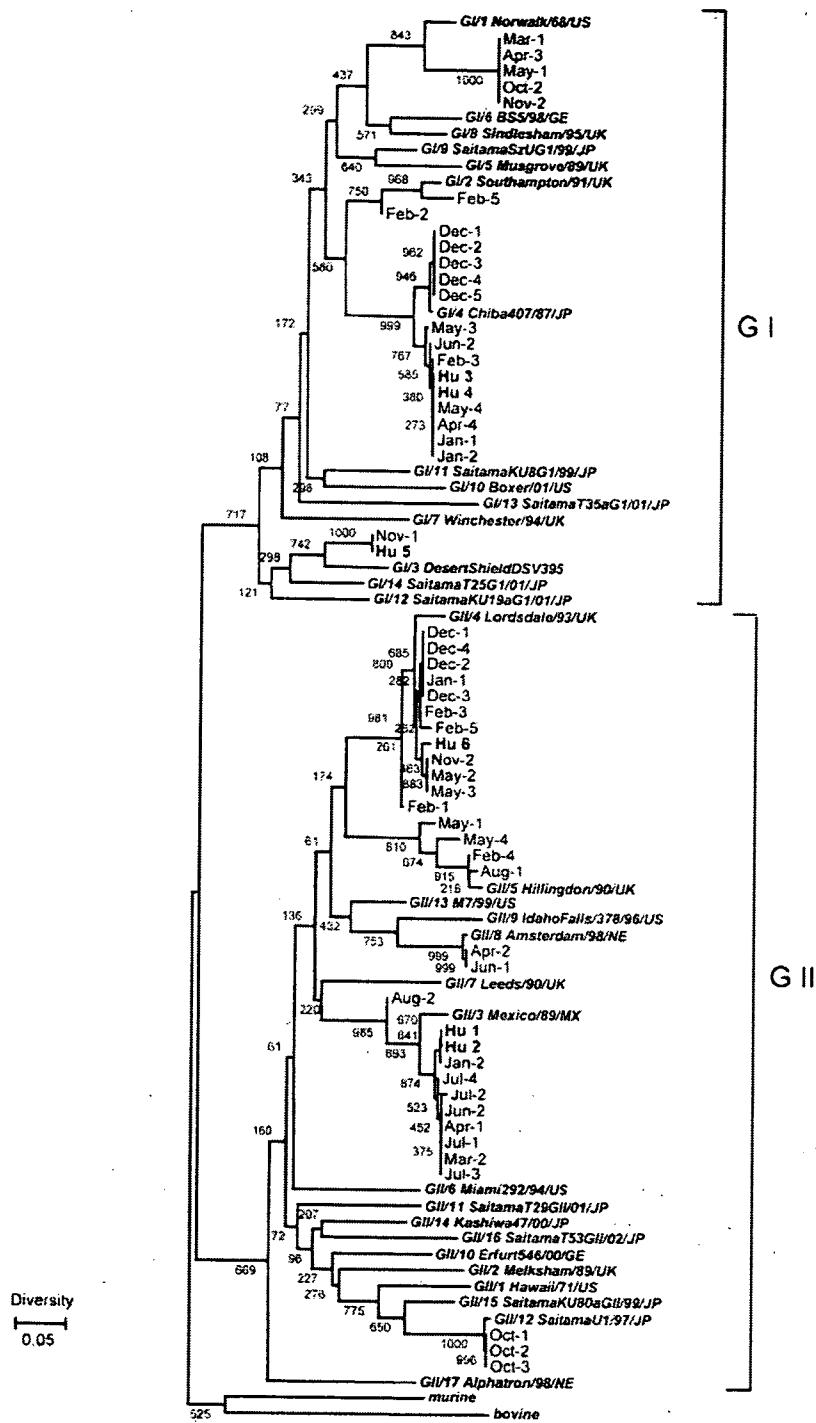 GI/1 Norwalk/68/US
843
Mar-1
Apr-3
1000
May-1
437
Oct-2
Nov-2
299
GI/6 BS5/98/GE
571
GI/8 Sindlesham/95/UK
GI/9 SaitamaSzUG1/99/JP
640
GI/5 Musgrove/89/UK
343
968
GI/2 Southampton/91/UK
750
Feb-5
Feb-2
Dec-1
962
Dec-2
580
Dec-3
946
Dec-4
Dec-5
GI/4 Chiba407/87/JP
999
May-3
172
Jun-2
767
Feb-3
585
Hu 3
380
Hu 4
May-4
77
273
Apr-4
Jan-1
Jan-2
108
GI/11 SaitamaKU8G1/99/JP
296
GI/10 Boxer/01/US
GI/13 SaitamaT35aG1/01/JP
717
GI/7 Winchester/94/UK
1000
Nov-1
742
Hu 5
298
GI/3 DesertShieldDSV395
GI/14 SaitamaT25G1/01/JP
121
GI/12 SaitamaKU19aG1/01/JP
G I
GII/4 Lordsdale/93/UK
Dec-1
685
Dec-4
Dec-2
282
Jan-1
Dec-3
981
Feb-3
262
Feb-5
261
Hu 6
Nov-2
May-2
883
May-3
Feb-1
May-1
810
May-4
61
674
Feb-4
815
Aug-1
216
GII/5 Hillingdon/90/UK
GII/13 M7/99/US
136
432
GII/9 IdahoFalls/378/96/US
753
GII/8 Amsterdam/98/NE
999
Apr-2
999
Jun-1
GII/7 Leeds/90/UK
220
Aug-2
985
670
GII/3 Mexico/89/MX
641
Hu 1
61
893
Hu 2
Jan-2
874
Jul-4
Jul-2
523
Jun-2
452
Apr-1
160
Jul-1
375
Mar-2
Jul-3
GII/6 Miami292/94/US
GII/11 SaitamaT29GII/01/JP
207
GII/14 Kashiwa47/00/JP
72
GII/16 SaitamaT53GII/02/JP
96
GII/10 Erfurt546/00/GE
669
227
GII/2 Melksham/89/UK
276
GII/1 Hawaii/71/US
775
GII/15 SaitamaKU80aGII/99/JP
650
GII/12 SaitamaU1/97/JP
1000
Oct-1
Oct-2
996
Oct-3
GII/17 Alphatron/98/NE
G II
murine
525
bovine
Diversity
0.05